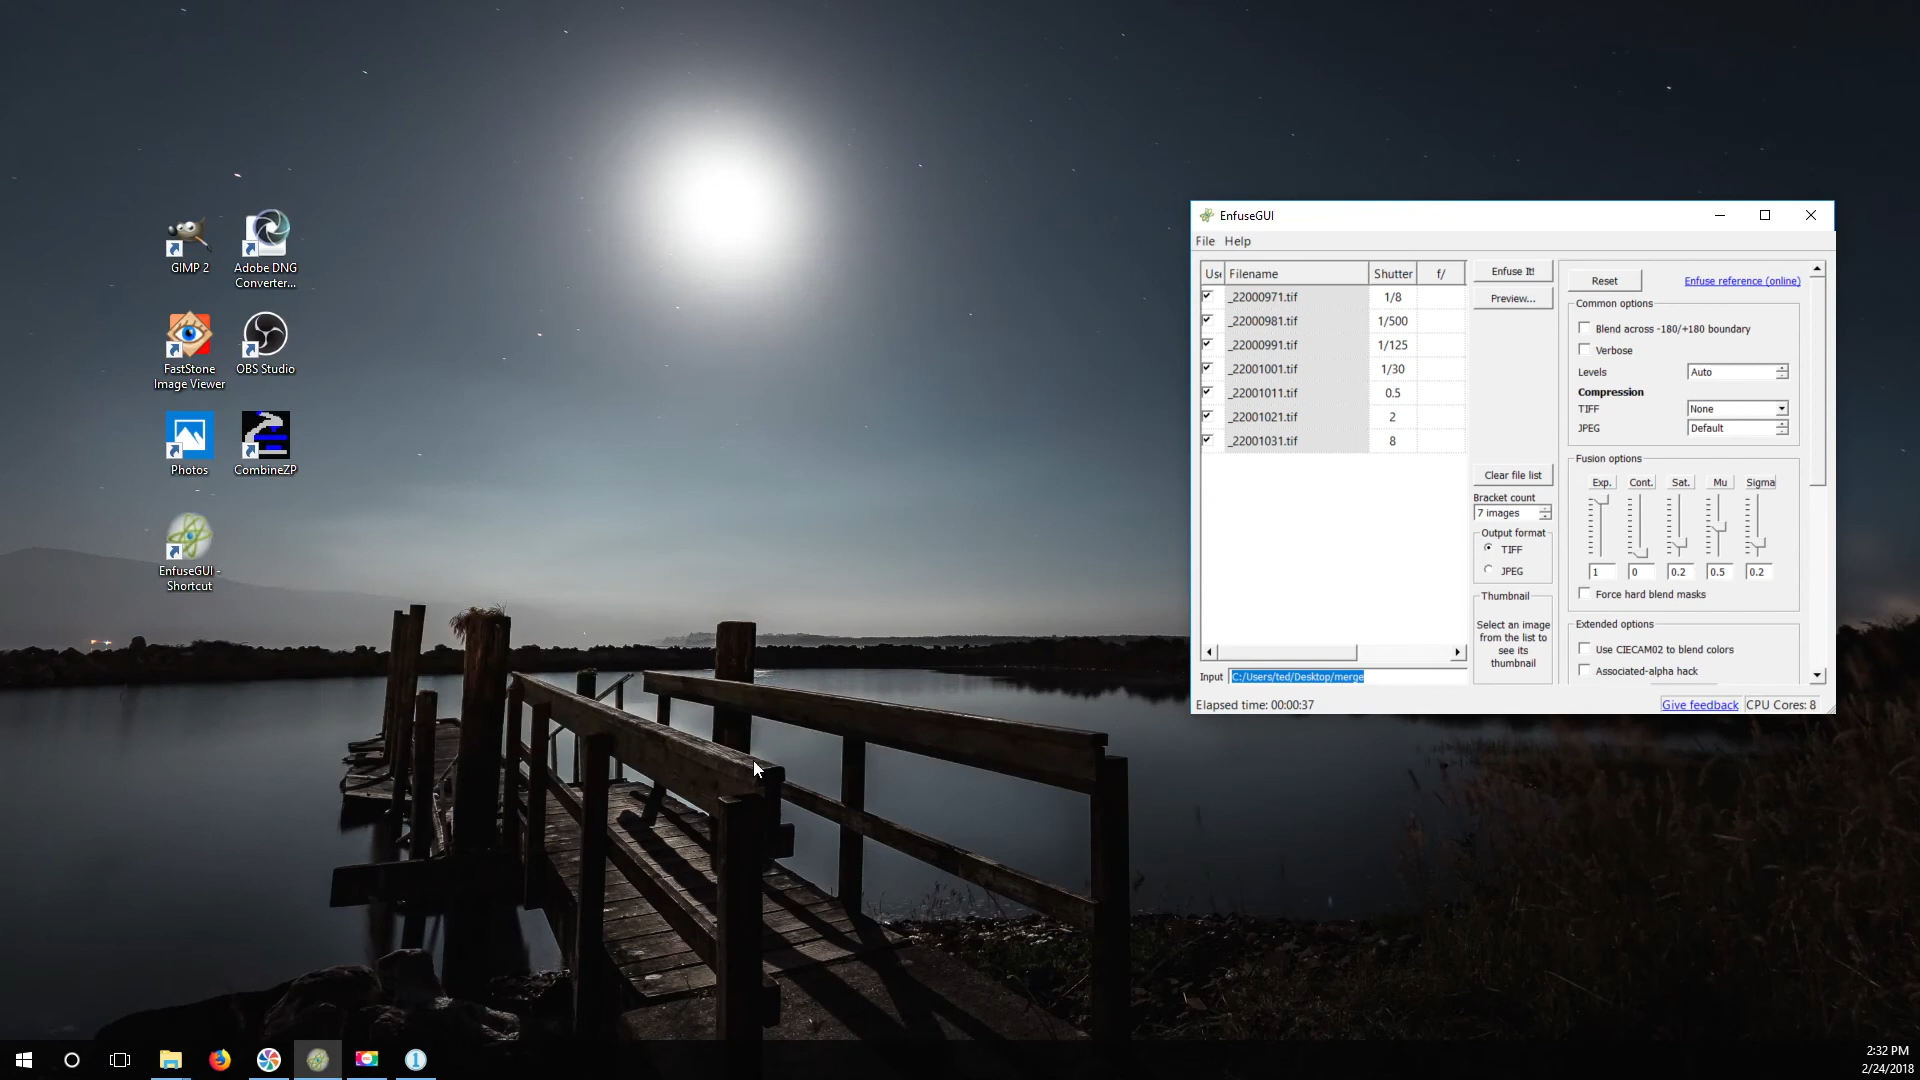 GIMP 2
Adobe DNG
Converter...
FastStone
Image Viewer
OBS Studio
Photos
CombineZP
EnfuseGUI -
Shortcut
EnfuseGUI
File Help
Use Filename Shutter f/
_22000971.tif 1/8
_22000981.tif 1/500
_22000991.tif 1/125
_22001001.tif 1/30
_22001011.tif 0.5
_22001021.tif 2
_22001031.tif 8
Input C:/Users/ted/Desktop/merge
Elapsed time: 00:00:37
Enfuse It!
Preview...
Clear file list
Bracket count
7 images
Output format
TIFF
JPEG
Thumbnail
Select an image
from the list to
see its
thumbnail
Reset Enfuse reference (online)
Common options
Blend across -180/+180 boundary
Verbose
Levels Auto
Compression
TIFF None
JPEG Default
Fusion options
Exp. Cont. Sat. Mu Sigma
1 0 0.2 0.5 0.2
Force hard blend masks
Extended options
Use CIECAM02 to blend colors
Associated-alpha hack
Give feedback CPU Cores: 8
2:32 PM
2/24/2018